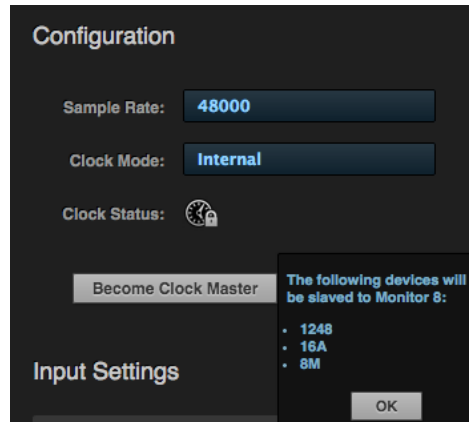 Configuration
Sample Rate: 48000
Clock Mode: Internal
Clock Status:
Become Clock Master
The following devices will
be slaved to Monitor 8:
• 1248
• 16A
• 8M
OK
Input Settings